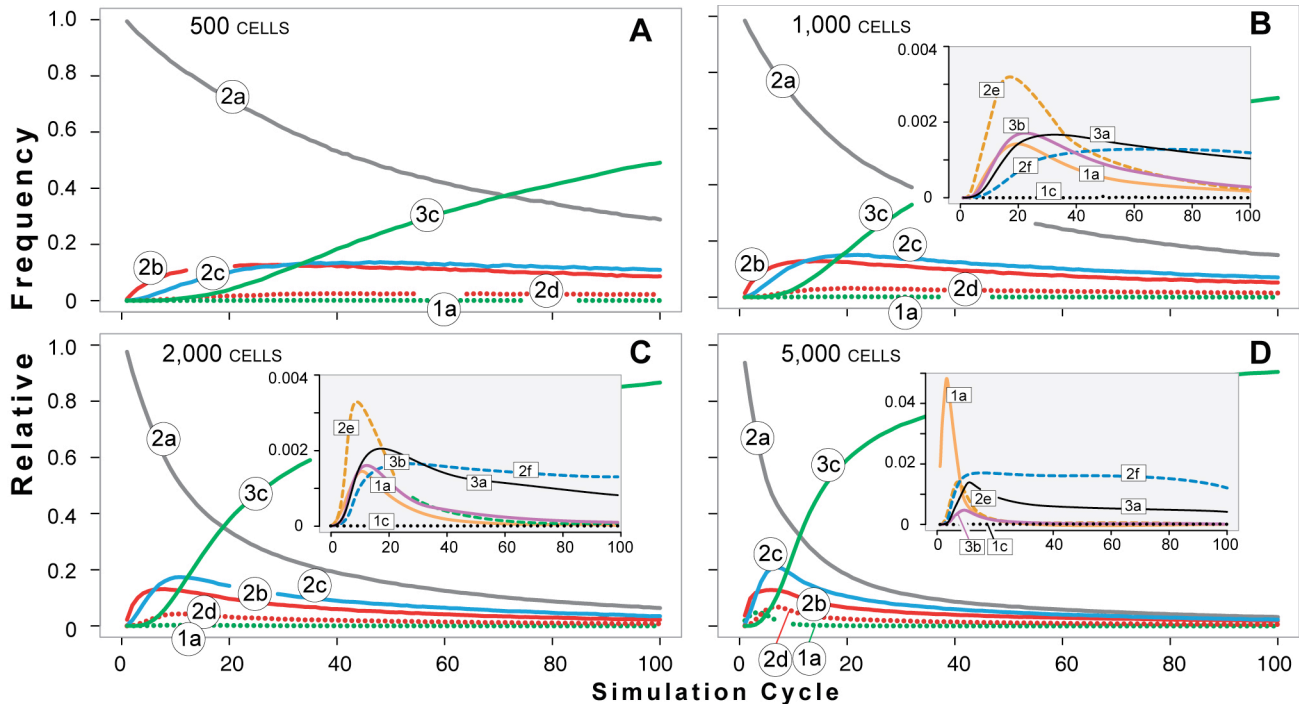 500 CELLS
A
1.0
0.8
0.6
0.4
0.2
0
2a
3c
2b
2c
2d
1a
1,000 CELLS
B
2a
3c
2c
2b
2d
1a
0.004
0.002
0
2e
3b
3a
2f
1a
1c
0 20 40 60 80 100
2,000 CELLS
C
1.0
0.8
0.6
0.4
0.2
0
2a
3c
2b
2c
2d
1a
0.004
0.002
0
2e
3b
2f
1a
3a
1c
0 20 40 60 80 100
0 20 40 60 80 100
5,000 CELLS
D
2a
3c
2c
2b
2d
1a
0.04
0.02
0
1a
2f
2e
3a
3b
1c
0 20 40 60 80 100
0 20 40 60 80 100
Relative Frequency
Simulation Cycle